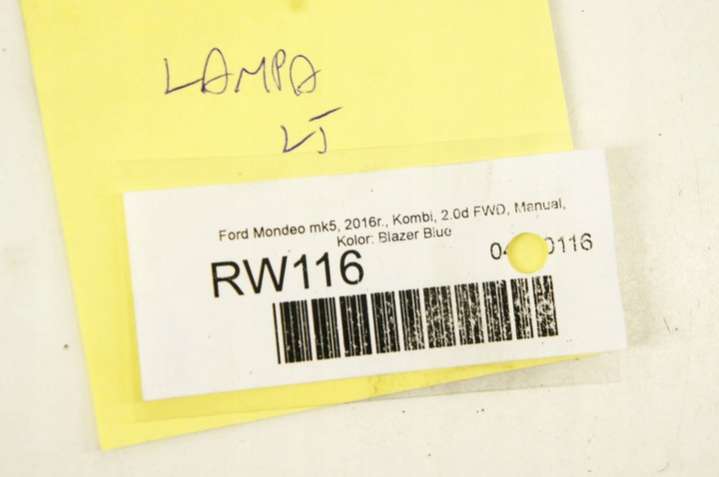 LAMPA
LT
Ford Mondeo mk5, 2016r., Kombi, 2.0d FWD, Manual,
Kolor: Blazer Blue
RW116